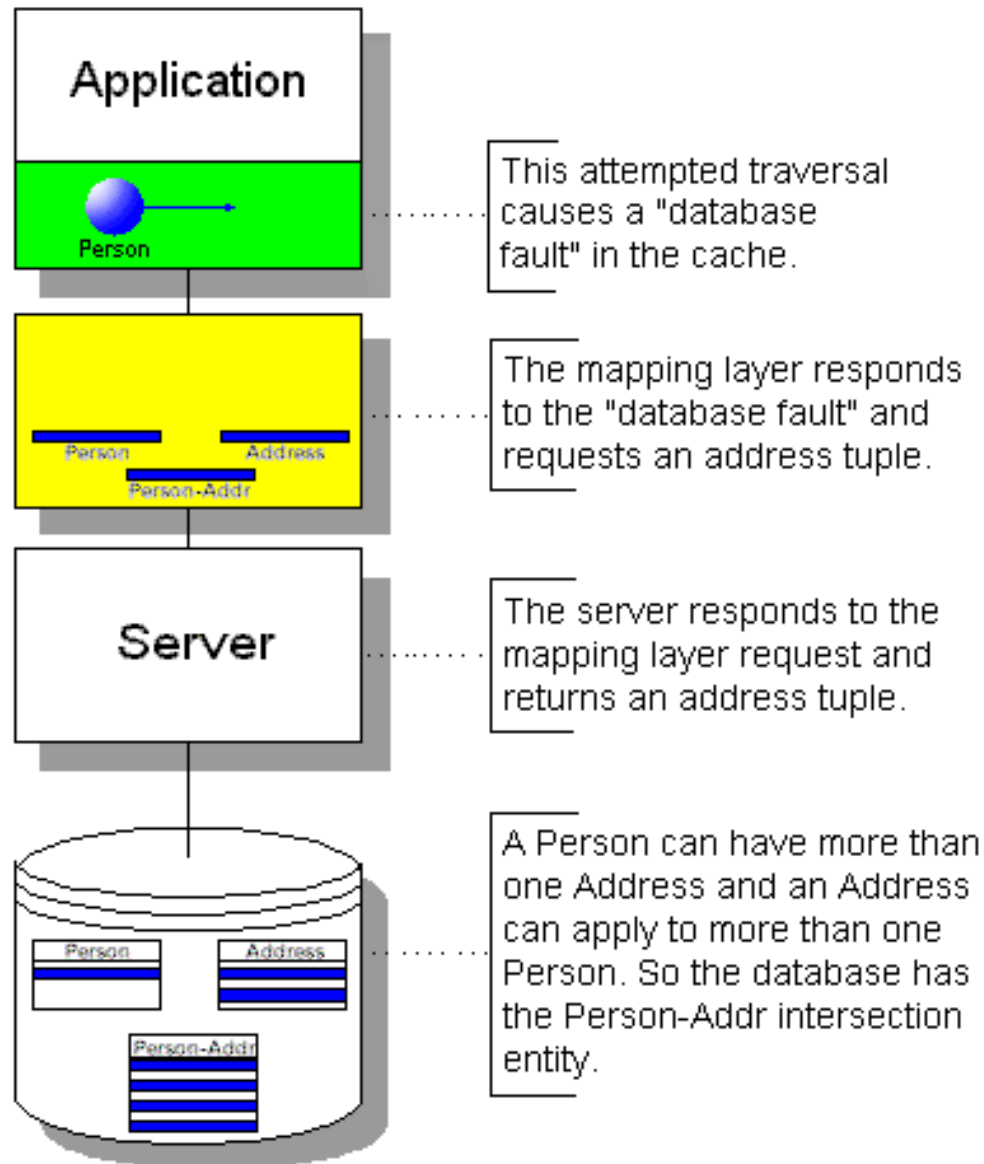 Application
Person
This attempted traversal
causes a "database
fault" in the cache.
Person
Address
Person-Addr
The mapping layer responds
to the "database fault" and
requests an address tuple.
Server
The server responds to the
mapping layer request and
returns an address tuple.
Person
Address
Person-Addr
A Person can have more than
one Address and an Address
can apply to more than one
Person. So the database has
the Person-Addr intersection
entity.